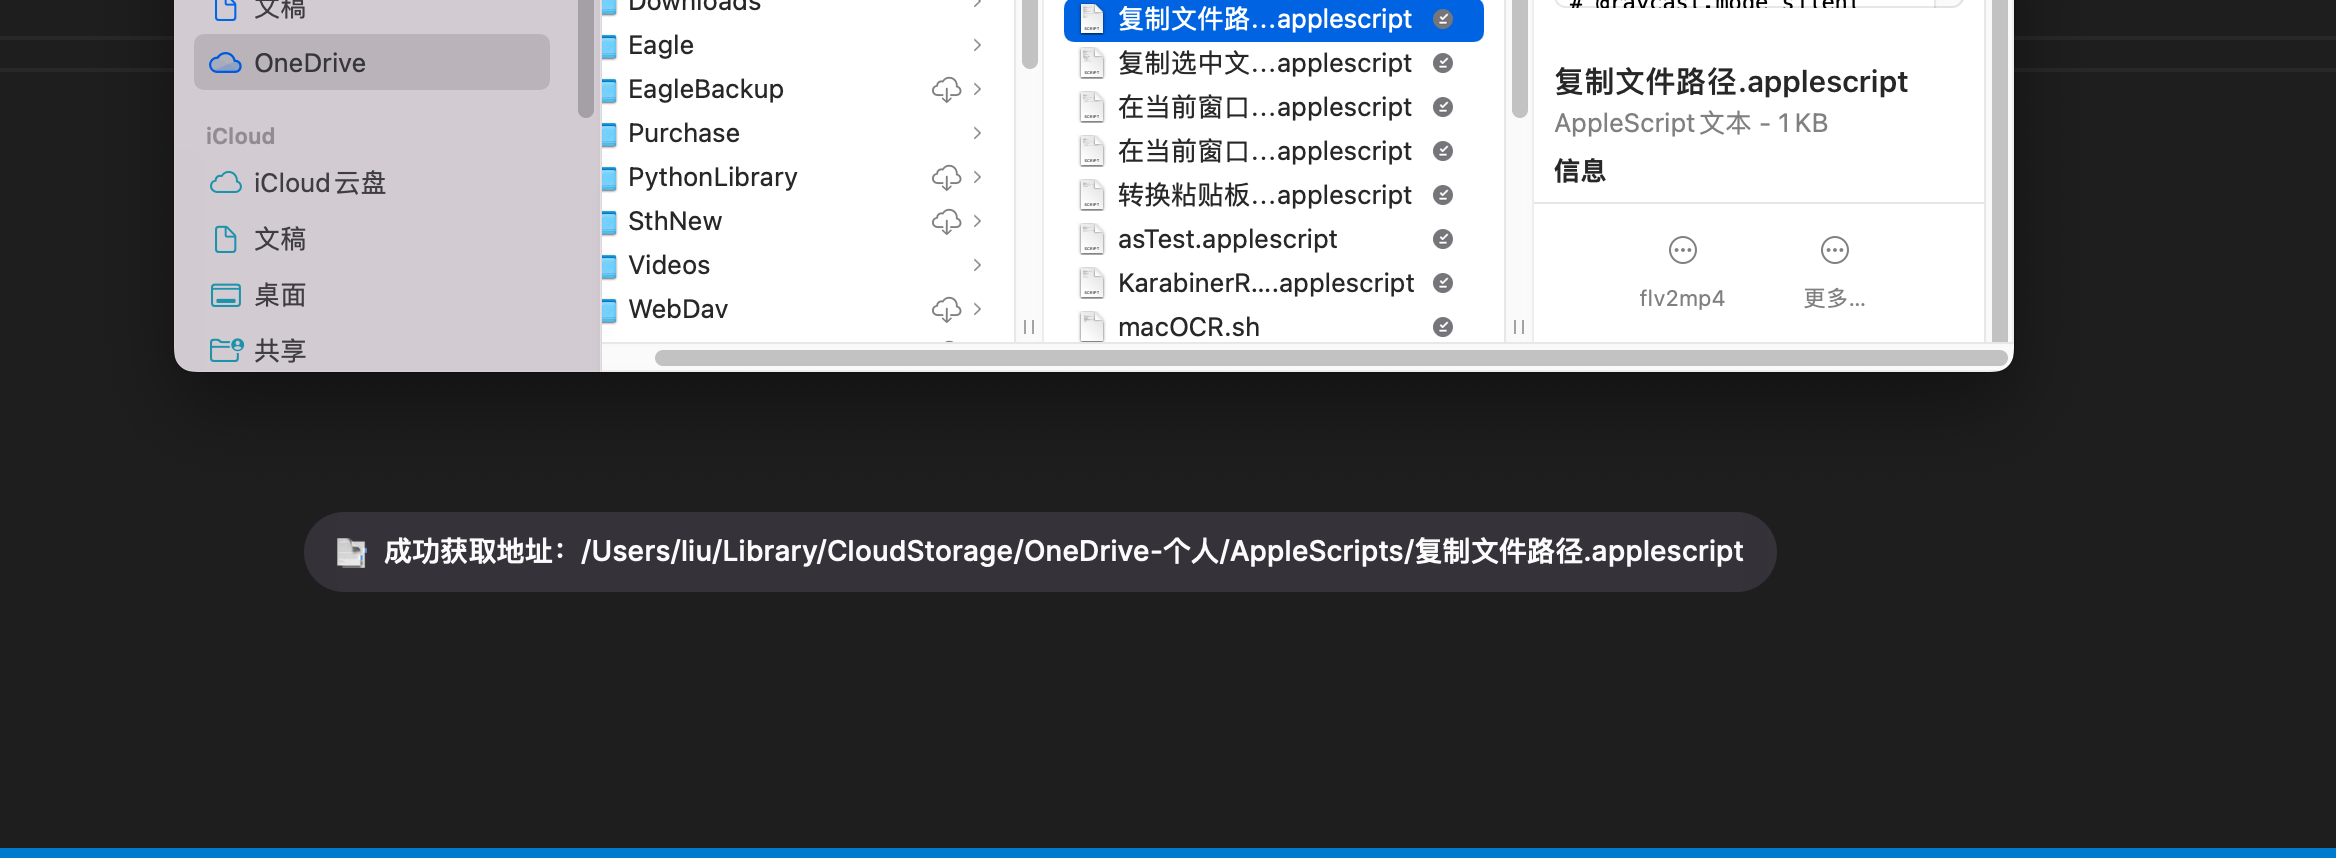 文稿
OneDrive
iCloud
iCloud云盘
文稿
桌面
共享
Downloads
Eagle
EagleBackup
Purchase
PythonLibrary
SthNew
Videos
WebDav
复制文件路...applescript
复制选中文...applescript
在当前窗口...applescript
在当前窗口...applescript
转换粘贴板...applescript
asTest.applescript
KarabinerR....applescript
macOCR.sh
# @raycast.mode silent
复制文件路径.applescript
AppleScript文本 - 1 KB
信息
flv2mp4
更多...
成功获取地址：/Users/liu/Library/CloudStorage/OneDrive-个人/AppleScripts/复制文件路径.applescript